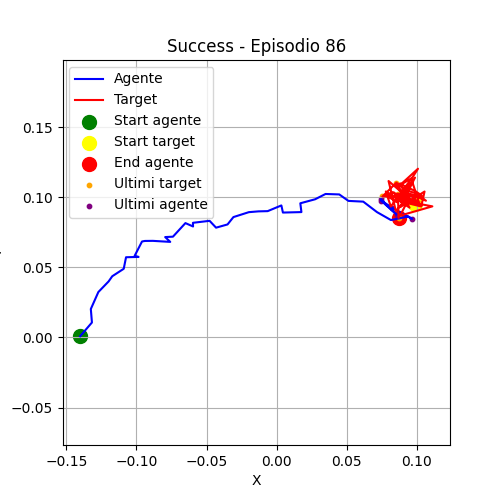 Success - Episodio 86
Agente
Target
Start agente
Start target
End agente
Ultimi target
Ultimi agente
0.15
0.10
0.05
0.00
−0.05
−0.15
−0.10
−0.05
0.00
0.05
0.10
X